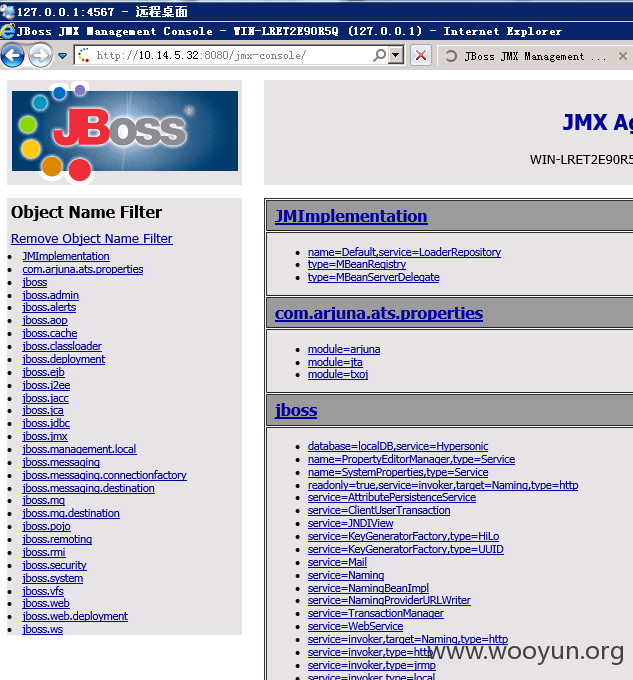 127.0.0.1:4567 - 远程桌面
JBoss JMX Management Console - WIN-LRET2E90R5Q (127.0.0.1) - Internet Explorer
http://10.14.5.32:8080/jmx-console/
JBoss JMX Management ...
JBoss
JMX Ag
WIN-LRET2E90R5
Object Name Filter
Remove Object Name Filter
JMImplementation
com.arjuna.ats.properties
jboss
jboss.admin
jboss.alerts
jboss.aop
jboss.cache
jboss.classloader
jboss.deployment
jboss.ejb
jboss.j2ee
jboss.jacc
jboss.jca
jboss.jdbc
jboss.jmx
jboss.management.local
jboss.messaging
jboss.messaging.connectionfactory
jboss.messaging.destination
jboss.mq
jboss.mq.destination
jboss.pojo
jboss.remoting
jboss.rmi
jboss.security
jboss.system
jboss.vfs
jboss.web
jboss.web.deployment
jboss.ws
JMImplementation
name=Default,service=LoaderRepository
type=MBeanRegistry
type=MBeanServerDelegate
com.arjuna.ats.properties
module=arjuna
module=jta
module=txoj
jboss
database=localDB,service=Hypersonic
name=PropertyEditorManager,type=Service
name=SystemProperties,type=Service
readonly=true,service=invoker,target=Naming,type=http
service=AttributePersistenceService
service=ClientUserTransaction
service=JNDIView
service=KeyGeneratorFactory,type=HiLo
service=KeyGeneratorFactory,type=UUID
service=Mail
service=Naming
service=NamingBeanImpl
service=NamingProviderURLWriter
service=TransactionManager
service=WebService
service=invoker,target=Naming,type=http
service=invoker,type=http
service=invoker,type=jrmp
service=invoker,type=local
www.wooyun.org